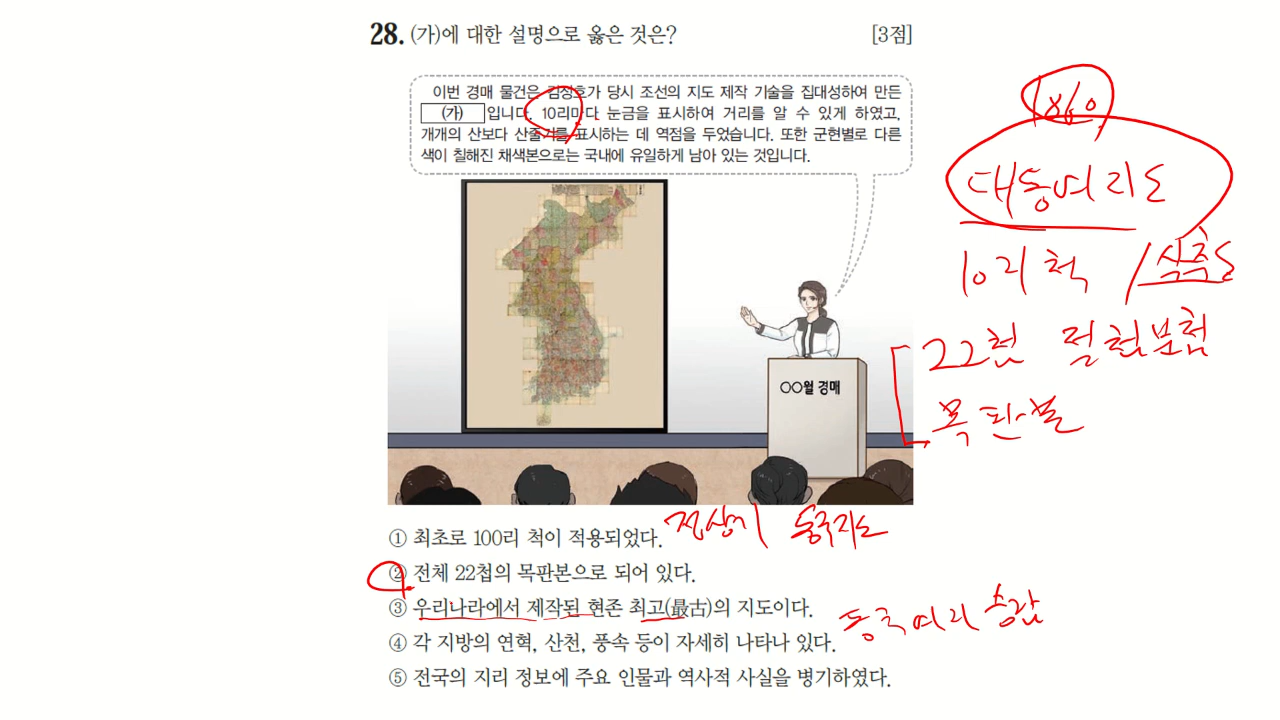 28. (가)에 대한 설명으로 옳은 것은? [3점]
이번 경매 물건은 김정호가 당시 조선의 지도 제작 기술을 집대성하여 만든
(가) 입니다. 10리마다 눈금을 표시하여 거리를 알 수 있게 하였고,
개개의 산보다 산줄기를 표시하는 데 역점을 두었습니다. 또한 군현별로 다른
색이 칠해진 채색본으로는 국내에 유일하게 남아 있는 것입니다.
대동여지도
10리 척 / 축도
22첩 절첩
목판본
○○월 경매
① 최초로 100리 척이 적용되었다. 정상기 동국지도
② 전체 22첩의 목판본으로 되어 있다.
③ 우리나라에서 제작된 현존 최고(最古)의 지도이다.
④ 각 지방의 연혁, 산천, 풍속 등이 자세히 나타나 있다. 동국여지승람
⑤ 전국의 지리 정보에 주요 인물과 역사적 사실을 병기하였다.